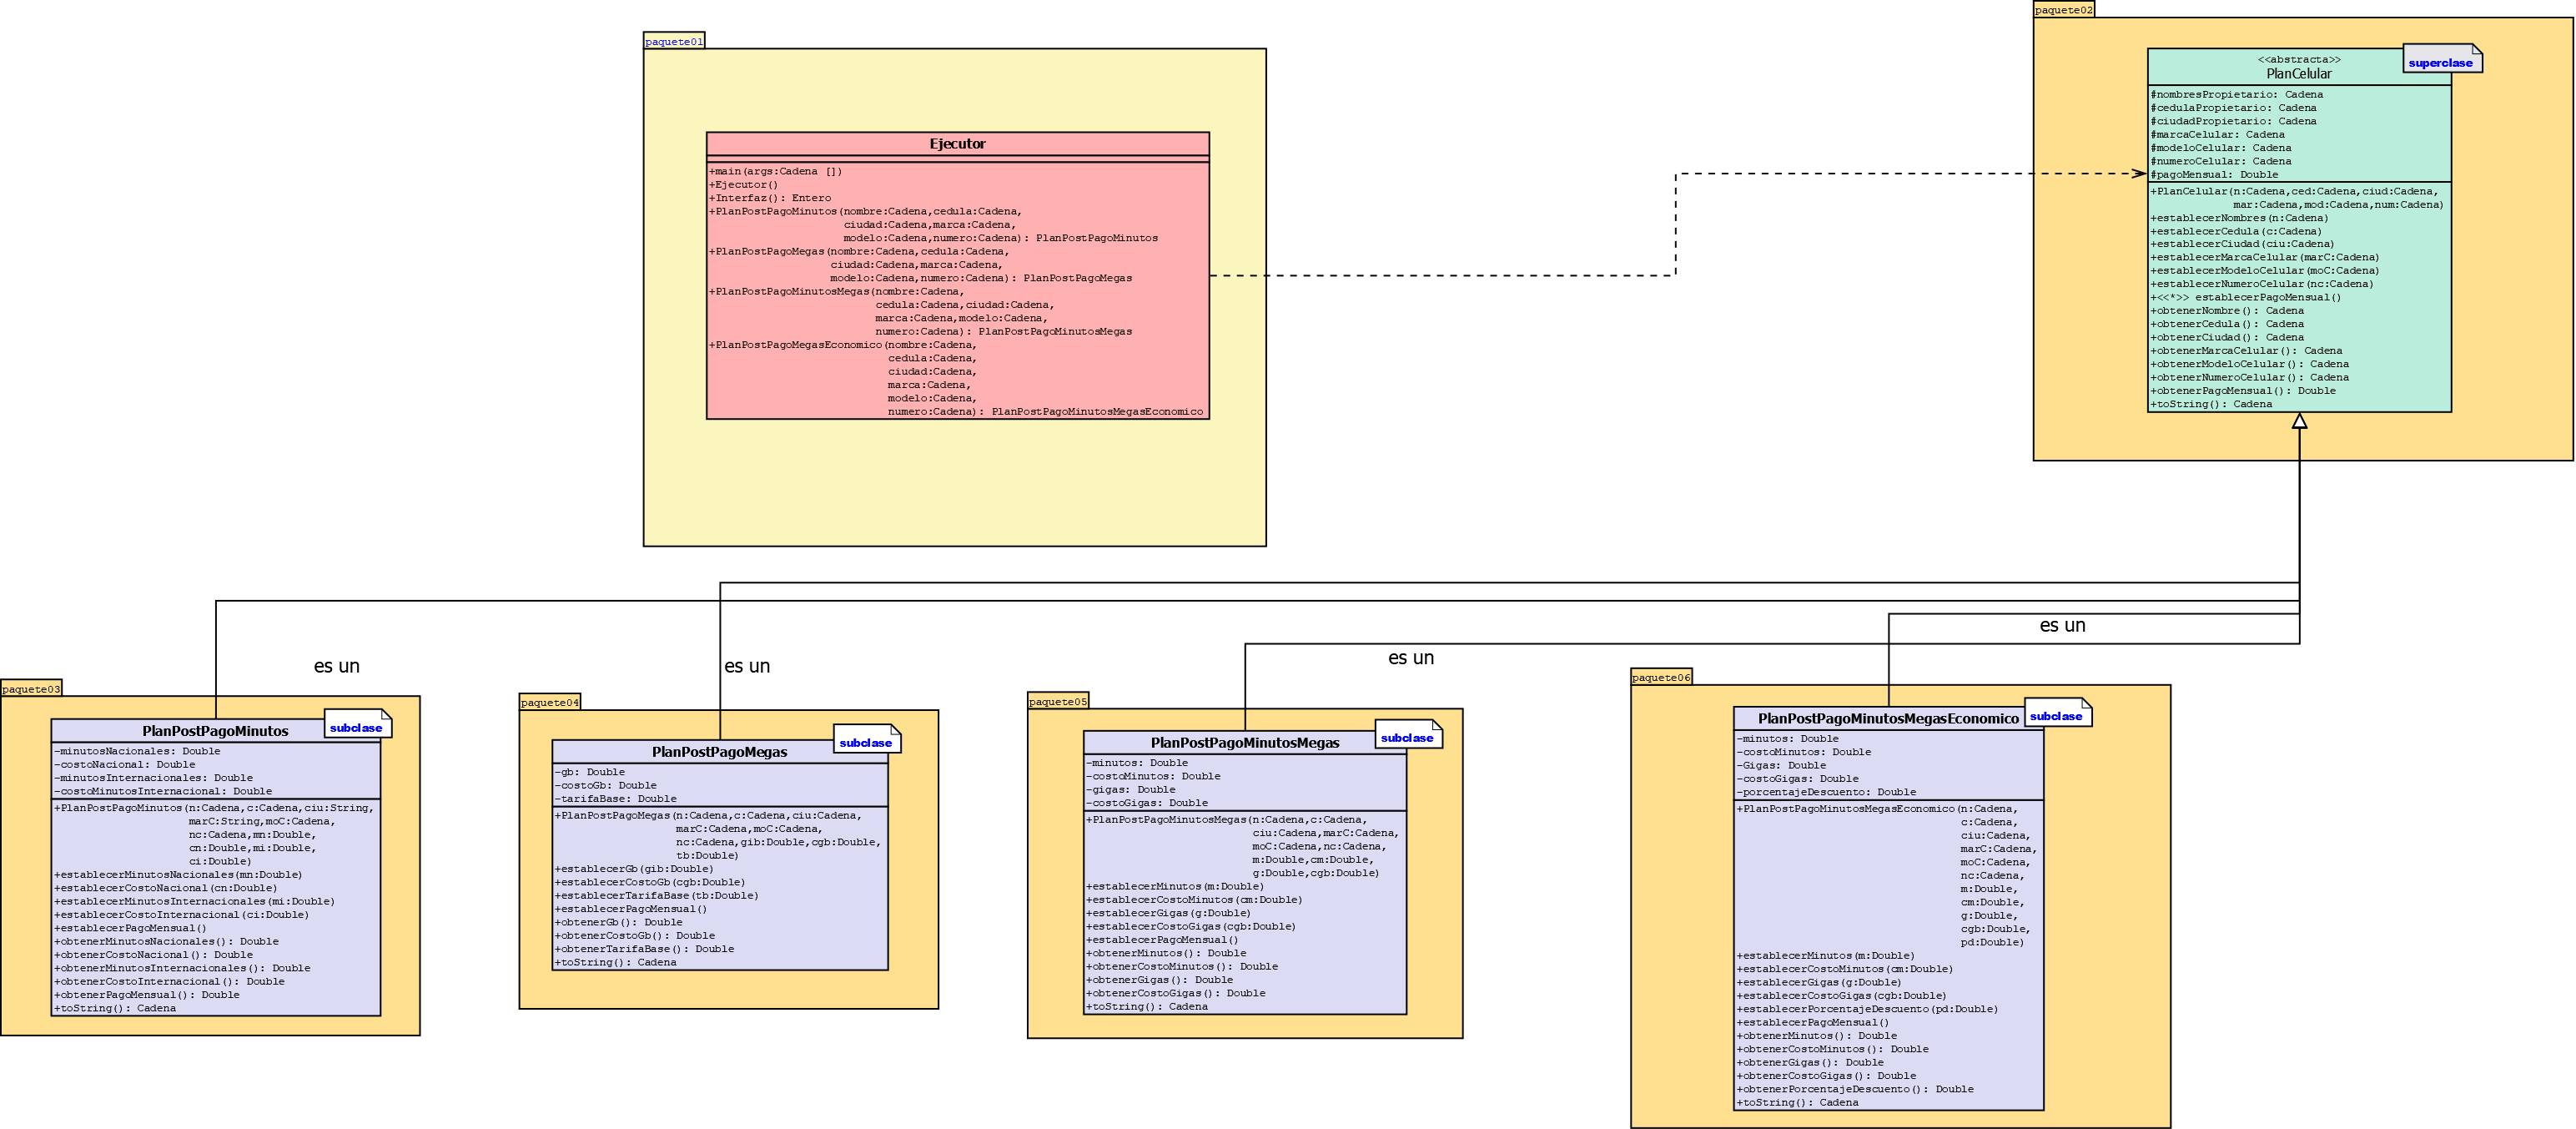 paquete01
Ejecutor
+main(args:Cadena [])
+Ejecutor()
+Interfaz(): Entero
+PlanPostPagoMinutos(nombre:Cadena,cedula:Cadena,
ciudad:Cadena,marca:Cadena,
modelo:Cadena,numero:Cadena): PlanPostPagoMinutos
+PlanPostPagoMegas(nombre:Cadena,cedula:Cadena,
ciudad:Cadena,marca:Cadena,
modelo:Cadena,numero:Cadena): PlanPostPagoMegas
+PlanPostPagoMinutosMegas(nombre:Cadena,
cedula:Cadena,ciudad:Cadena,
marca:Cadena,modelo:Cadena,
numero:Cadena): PlanPostPagoMinutosMegas
+PlanPostPagoMegasEconomico(nombre:Cadena,
cedula:Cadena,
ciudad:Cadena,
marca:Cadena,
modelo:Cadena,
numero:Cadena): PlanPostPagoMinutosMegasEconomico
paquete02
superclase
<<abstracta>>
PlanCelular
#nombresPropietario: Cadena
#cedulaPropietario: Cadena
#ciudadPropietario: Cadena
#marcaCelular: Cadena
#modeloCelular: Cadena
#numeroCelular: Cadena
#pagoMensual: Double
+PlanCelular(n:Cadena,ced:Cadena,ciud:Cadena,
mar:Cadena,mod:Cadena,num:Cadena)
+establecerNombres(n:Cadena)
+establecerCedula(c:Cadena)
+establecerCiudad(ciu:Cadena)
+establecerMarcaCelular(marC:Cadena)
+establecerModeloCelular(moC:Cadena)
+establecerNumeroCelular(nc:Cadena)
+<<*>> establecerPagoMensual()
+obtenerNombre(): Cadena
+obtenerCedula(): Cadena
+obtenerCiudad(): Cadena
+obtenerMarcaCelular(): Cadena
+obtenerModeloCelular(): Cadena
+obtenerNumeroCelular(): Cadena
+obtenerPagoMensual(): Double
+toString(): Cadena
es un
es un
es un
es un
paquete03
subclase
PlanPostPagoMinutos
-minutosNacionales: Double
-costoNacional: Double
-minutosInternacionales: Double
-costoMinutosInternacional: Double
+PlanPostPagoMinutos(n:Cadena,c:Cadena,ciu:String,
marC:String,moC:Cadena,
nc:Cadena,mn:Double,
cn:Double,mi:Double,
ci:Double)
+establecerMinutosNacionales(mn:Double)
+establecerCostoNacional(cn:Double)
+establecerMinutosInternacionales(mi:Double)
+establecerCostoInternacional(ci:Double)
+establecerPagoMensual()
+obtenerMinutosNacionales(): Double
+obtenerCostoNacional(): Double
+obtenerMinutosInternacionales(): Double
+obtenerCostoInternacional(): Double
+obtenerPagoMensual(): Double
+toString(): Cadena
paquete04
subclase
PlanPostPagoMegas
-gb: Double
-costoGb: Double
-tarifaBase: Double
+PlanPostPagoMegas(n:Cadena,c:Cadena,ciu:Cadena,
marC:Cadena,moC:Cadena,
nc:Cadena,gib:Double,cgb:Double,
tb:Double)
+establecerGb(gib:Double)
+establecerCostoGb(cgb:Double)
+establecerTarifaBase(tb:Double)
+establecerPagoMensual()
+obtenerGb(): Double
+obtenerCostoGb(): Double
+obtenerTarifaBase(): Double
+toString(): Cadena
paquete05
subclase
PlanPostPagoMinutosMegas
-minutos: Double
-costoMinutos: Double
-gigas: Double
-costoGigas: Double
+PlanPostPagoMinutosMegas(n:Cadena,c:Cadena,
ciu:Cadena,marC:Cadena,
moC:Cadena,nc:Cadena,
m:Double,cm:Double,
g:Double,cgb:Double)
+establecerMinutos(m:Double)
+establecerCostoMinutos(cm:Double)
+establecerGigas(g:Double)
+establecerCostoGigas(cgb:Double)
+establecerPagoMensual()
+obtenerMinutos(): Double
+obtenerCostoMinutos(): Double
+obtenerGigas(): Double
+obtenerCostoGigas(): Double
+toString(): Cadena
paquete06
subclase
PlanPostPagoMinutosMegasEconomico
-minutos: Double
-costoMinutos: Double
-Gigas: Double
-costoGigas: Double
-porcentajeDescuento: Double
+PlanPostPagoMinutosMegasEconomico(n:Cadena,
c:Cadena,
ciu:Cadena,
marC:Cadena,
moC:Cadena,
nc:Cadena,
m:Double,
cm:Double,
g:Double,
cgb:Double,
pd:Double)
+establecerMinutos(m:Double)
+establecerCostoMinutos(cm:Double)
+establecerGigas(g:Double)
+establecerCostoGigas(cgb:Double)
+establecerPorcentajeDescuento(pd:Double)
+establecerPagoMensual()
+obtenerMinutos(): Double
+obtenerCostoMinutos(): Double
+obtenerGigas(): Double
+obtenerCostoGigas(): Double
+obtenerPorcentajeDescuento(): Double
+toString(): Cadena